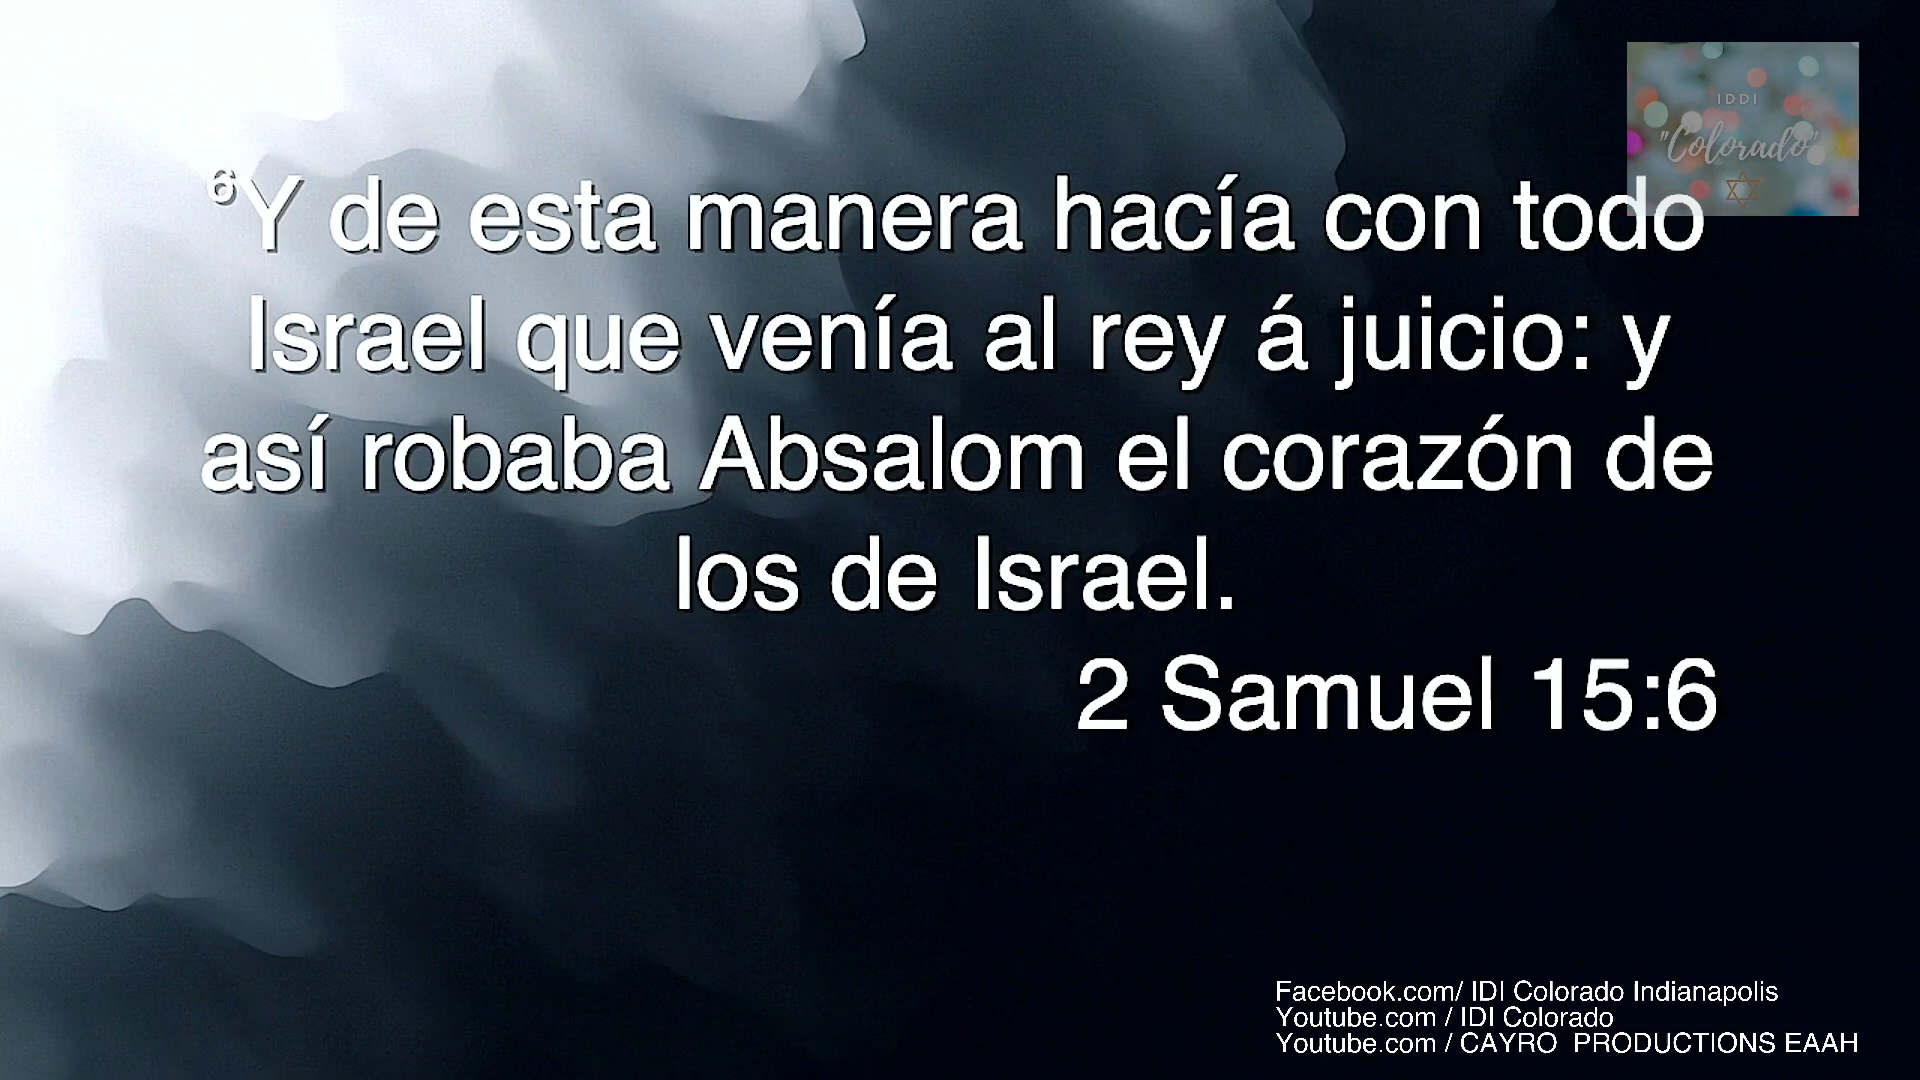 IDDI
"Colorado"
⁶Y de esta manera hacía con todo
Israel que venía al rey á juicio: y
así robaba Absalom el corazón de
los de Israel.
2 Samuel 15:6
Facebook.com/ IDI Colorado Indianapolis
Youtube.com / IDI Colorado
Youtube.com / CAYRO  PRODUCTIONS EAAH